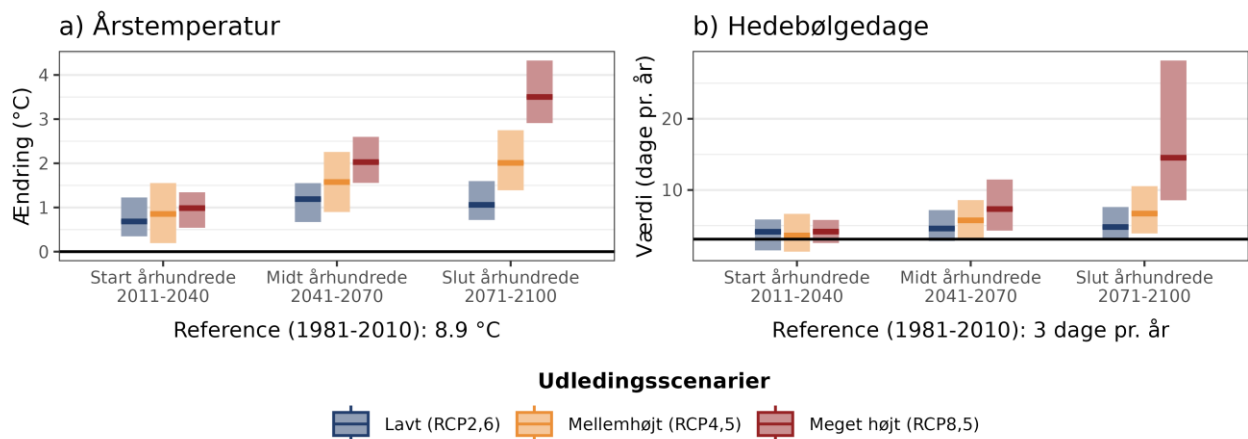 a) Årstemperatur
Ændring (°C)
4
3
2
1
0
Start århundrede
2011-2040
Midt århundrede
2041-2070
Slut århundrede
2071-2100
Reference (1981-2010): 8.9 °C
b) Hedebølgedage
Værdi (dage pr. år)
20
10
Start århundrede
2011-2040
Midt århundrede
2041-2070
Slut århundrede
2071-2100
Reference (1981-2010): 3 dage pr. år
Udledingsscenarier
Lavt (RCP2,6)
Mellemhøjt (RCP4,5)
Meget højt (RCP8,5)